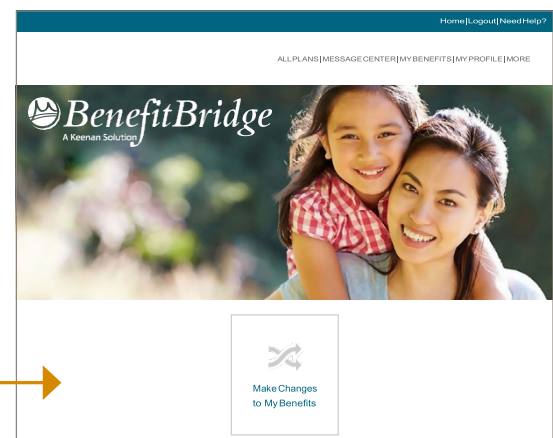 Home|Logout|Need Help?
ALL PLANS|MESSAGE CENTER|MY BENEFITS|MY PROFILE|MORE
BenefitBridge
A Keenan Solution
Make Changes
to My Benefits